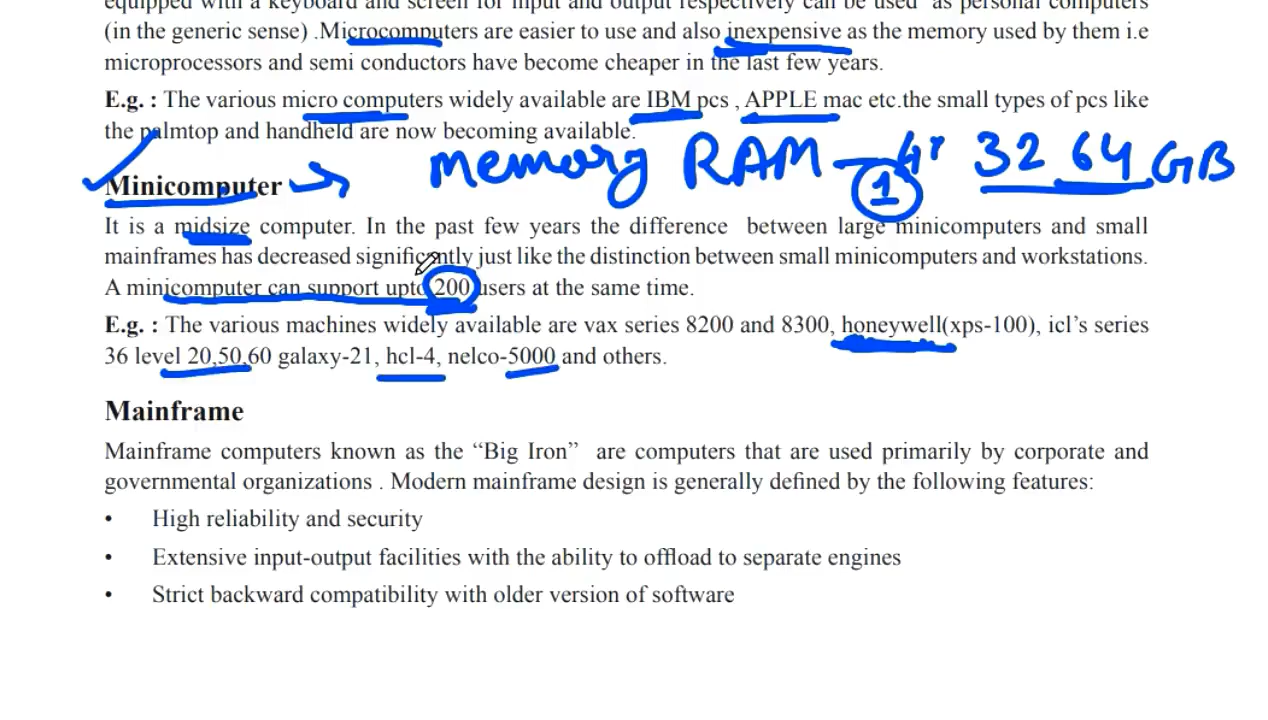 equipped with a keyboard and screen for input and output respectively can be used as personal computers
(in the generic sense) .Microcomputers are easier to use and also inexpensive as the memory used by them i.e
microprocessors and semi conductors have become cheaper in the last few years.
E.g. : The various micro computers widely available are IBM pcs , APPLE mac etc.the small types of pcs like
the palmtop and handheld are now becoming available.
memory RAM 1 32 64 GB
Minicomputer
It is a midsize computer. In the past few years the difference between large minicomputers and small
mainframes has decreased significantly just like the distinction between small minicomputers and workstations.
A minicomputer can support upto 200 users at the same time.
E.g. : The various machines widely available are vax series 8200 and 8300, honeywell(xps-100), icl's series
36 level 20,50,60 galaxy-21, hcl-4, nelco-5000 and others.
Mainframe
Mainframe computers known as the “Big Iron” are computers that are used primarily by corporate and
governmental organizations . Modern mainframe design is generally defined by the following features:
• High reliability and security
• Extensive input-output facilities with the ability to offload to separate engines
• Strict backward compatibility with older version of software